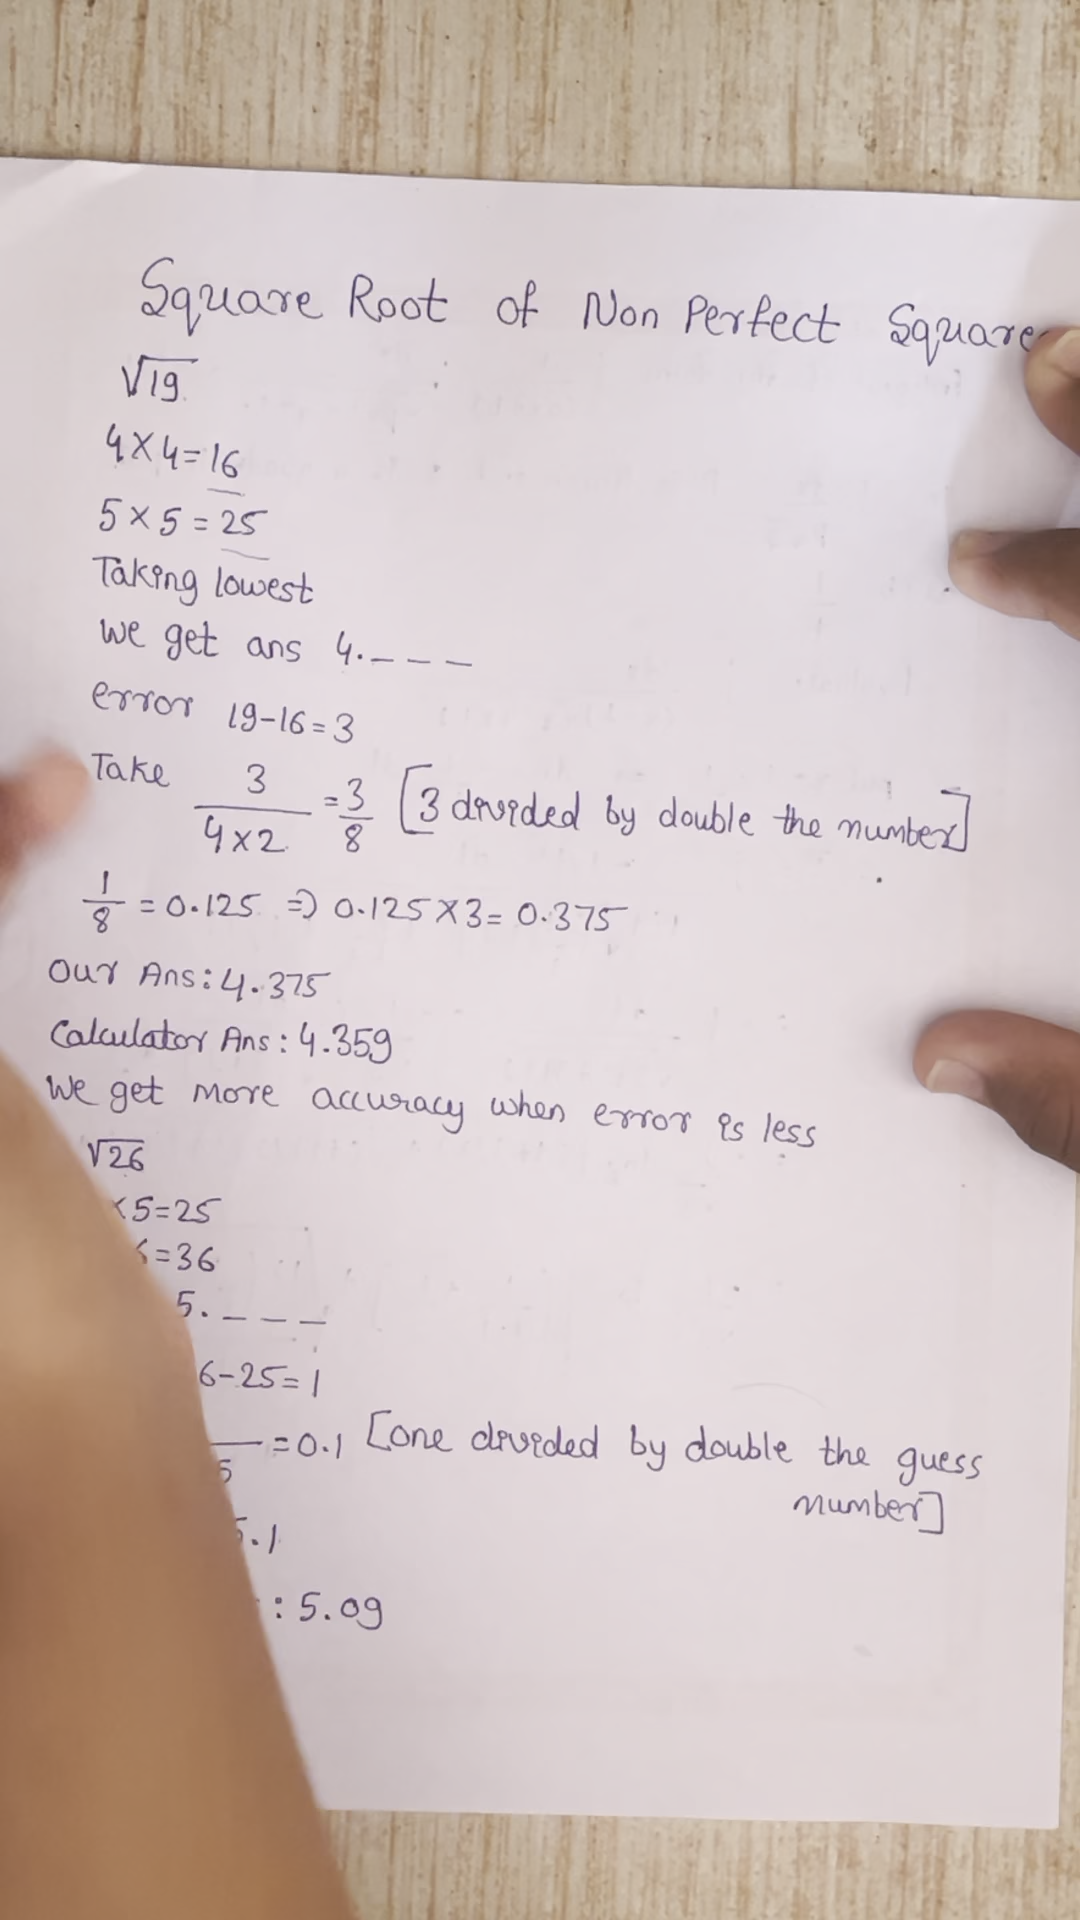 Square Root of Non Perfect Square
√19
4×4=16
5×5=25
Taking lowest
we get ans 4.---
error 19-16=3
Take 3/4×2 = 3/8 [3 divided by double the number]
1/8 = 0.125 ⇒ 0.125×3= 0.375
Our Ans: 4.375
Calculator Ans: 4.359
We get more accuracy when error is less
√26
×5=25
=36
5.---
6-25=1
5 =0.1 [one divided by double the guess
number]
.1
: 5.09